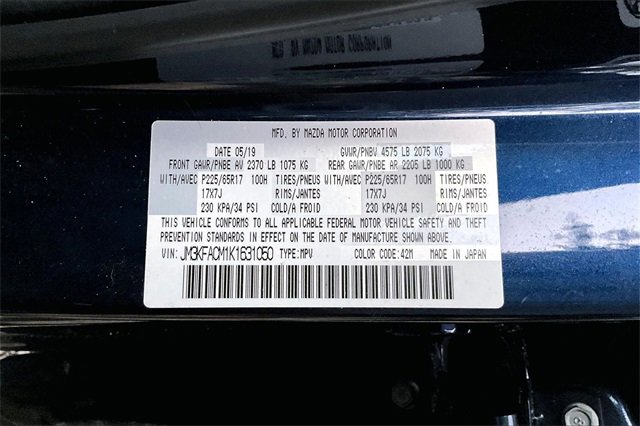 MFD. BY MAZDA MOTOR CORPORATION
DATE 05/19 GVWR/PNBV 4575 LB 2075 KG
FRONT GAWR/PNBE AV 2370 LB 1075 KG REAR GAWR/PNBE AR 2205 LB 1000 KG
WITH/AVEC P225/65R17 100H TIRES/PNEUS WITH/AVEC P225/65R17 100H TIRES/PNEUS
17X7J RIMS/JANTES 17X7J RIMS/JANTES
230 KPA/34 PSI COLD/A FROID 230 KPA/34 PSI COLD/A FROID
THIS VEHICLE CONFORMS TO ALL APPLICABLE FEDERAL MOTOR VEHICLE SAFETY AND THEFT
PREVENTION STANDARDS IN EFFECT ON THE DATE OF MANUFACTURE SHOWN ABOVE.
VIN: JM3KFACM1K1631050 TYPE:MPV COLOR CODE:42M MADE IN JAPAN